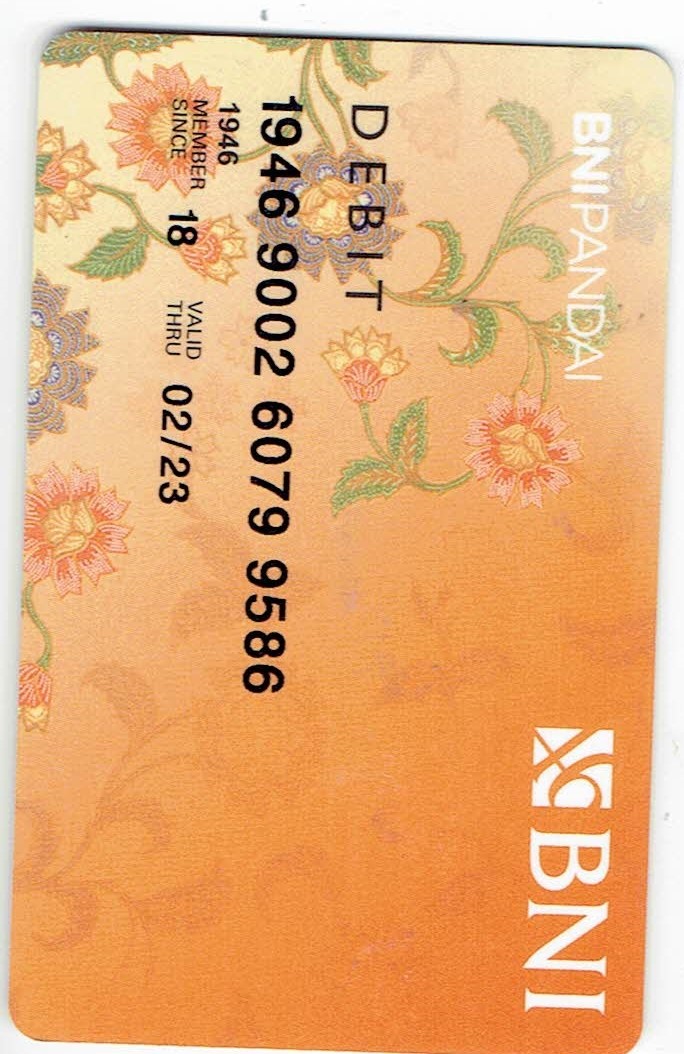 BNI PANDAI
BNI
DEBIT
1946 9002 6079 9586
1946
MEMBER SINCE 18 VALID THRU 02/23